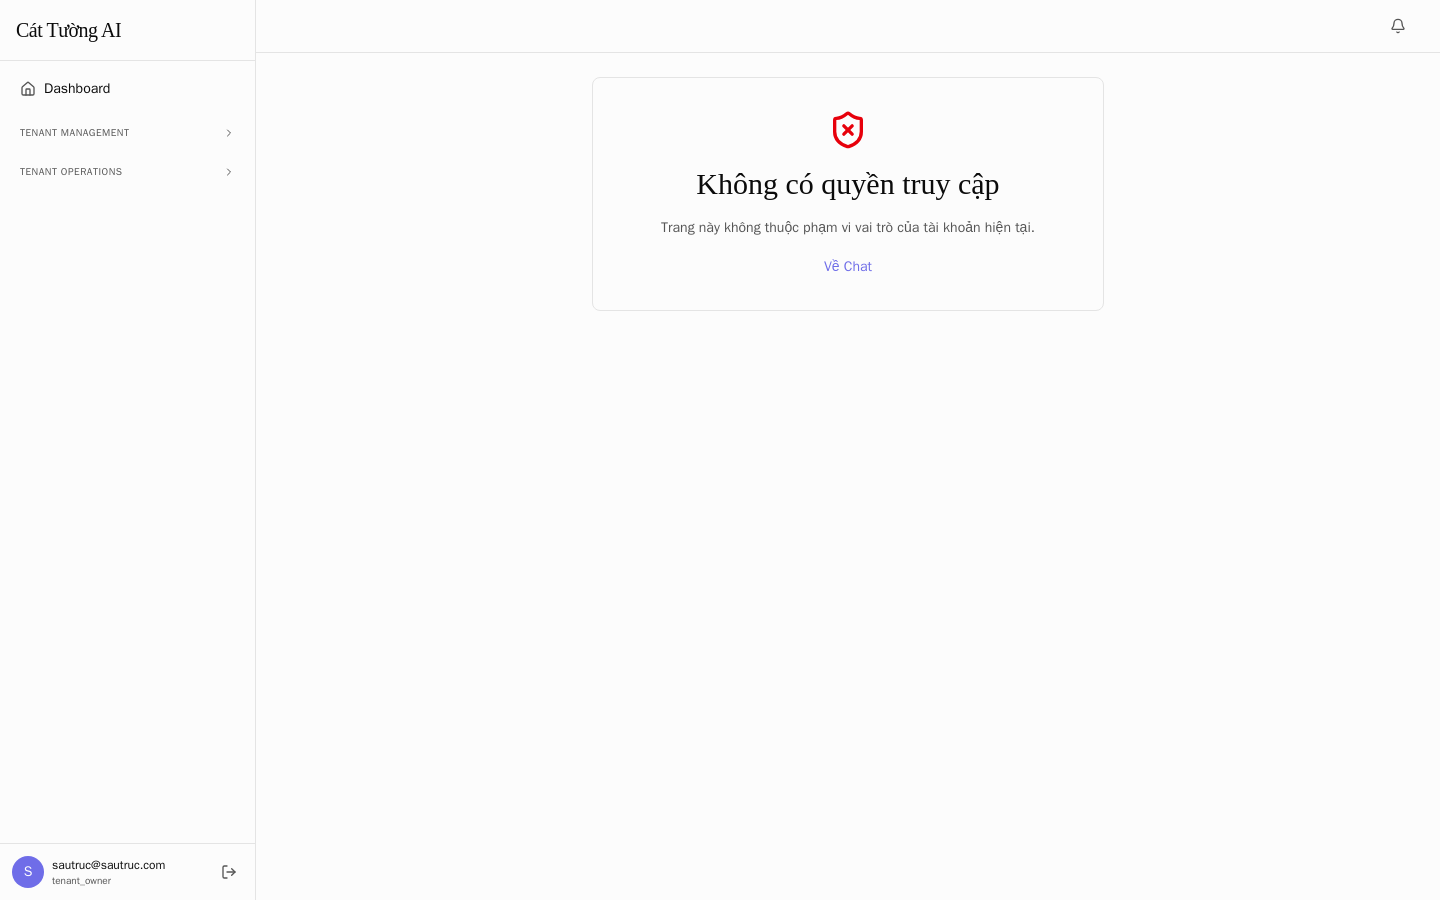 Cát Tường AI
Dashboard
TENANT MANAGEMENT
TENANT OPERATIONS
Không có quyền truy cập
Trang này không thuộc phạm vi vai trò của tài khoản hiện tại.
Về Chat
S
sautruc@sautruc.com
tenant_owner